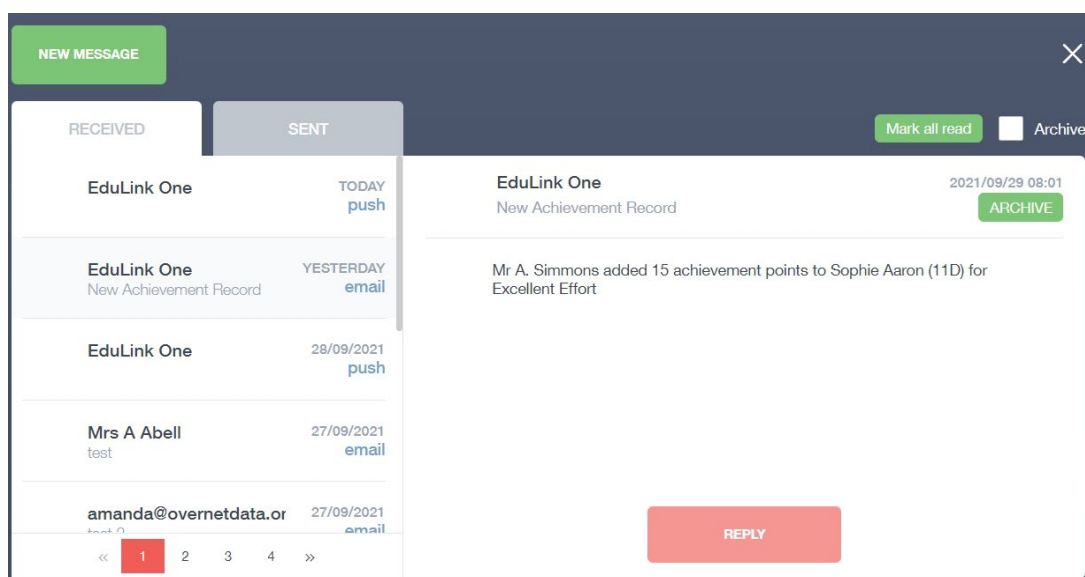 NEW MESSAGE
RECEIVED
SENT
Mark all read
Archive
EduLink One
TODAY
push
EduLink One
New Achievement Record
YESTERDAY
email
EduLink One
28/09/2021
push
Mrs A Abell
test
27/09/2021
email
amanda@overnetdata.or
27/09/2021
test 2
email
« 1 2 3 4 »
EduLink One
2021/09/29 08:01
New Achievement Record
ARCHIVE
Mr A. Simmons added 15 achievement points to Sophie Aaron (11D) for
Excellent Effort
REPLY